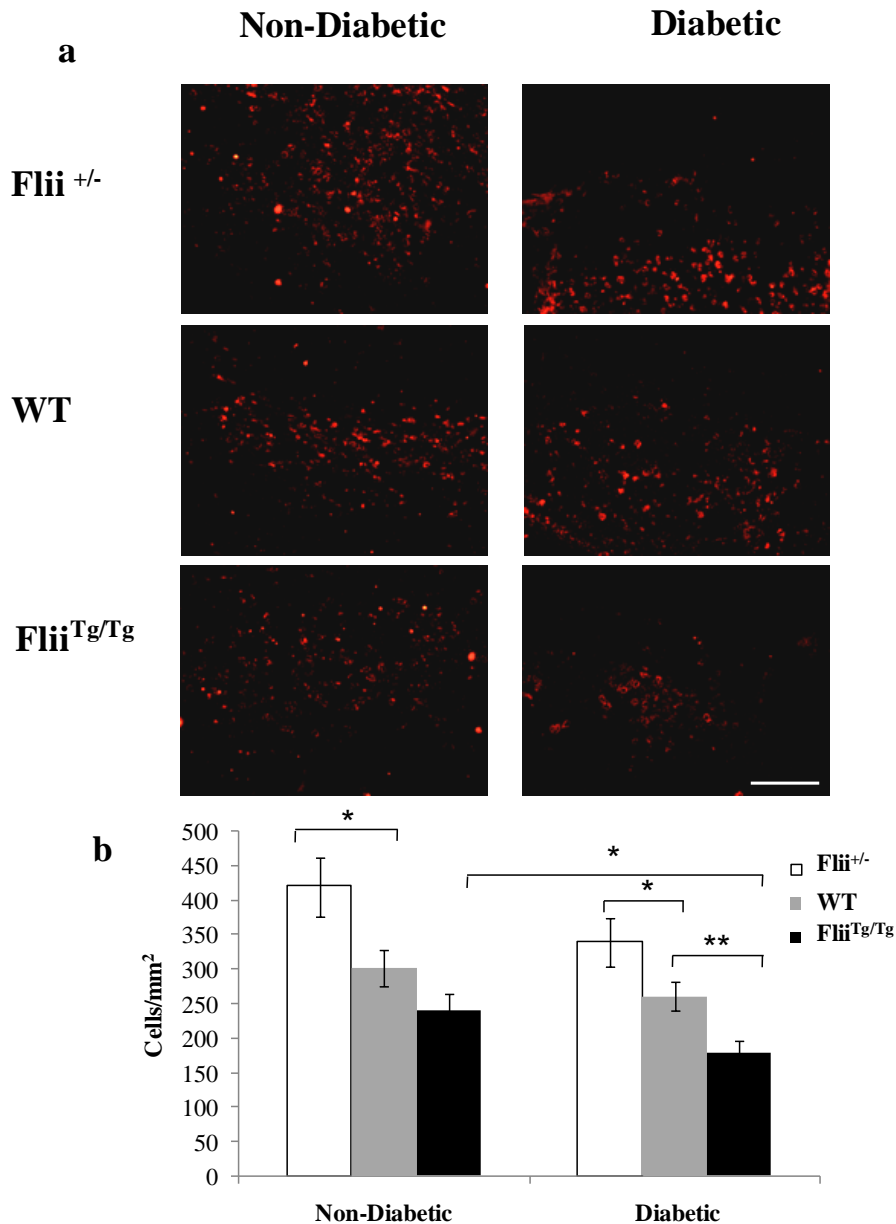 Non-Diabetic Diabetic
a
Flii +/-
WT
Flii Tg/Tg
b
500
450
400
350
300
250
200
150
100
50
0
Cells/mm2
*
*
*
**
Flii+/-
WT
FliiTg/Tg
Non-Diabetic Diabetic